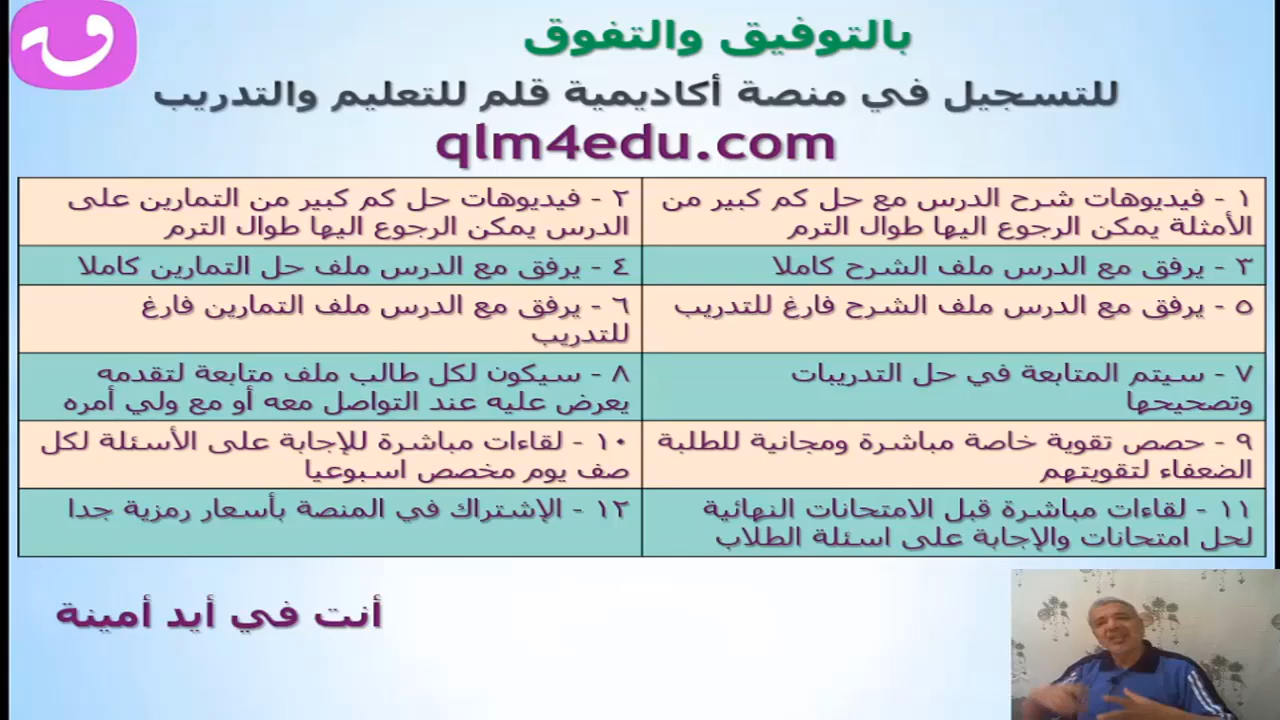 بالتوفيق والتفوق
للتسجيل في منصة أكاديمية قلم للتعليم والتدريب
qlm4edu.com
١ - فيديوهات شرح الدرس مع حل كم كبير من
الأمثلة يمكن الرجوع اليها طوال الترم
٢ - فيديوهات حل كم كبير من التمارين على
الدرس يمكن الرجوع اليها طوال الترم
٣ - يرفق مع الدرس ملف الشرح كاملا
٤ - يرفق مع الدرس ملف حل التمارين كاملا
٥ - يرفق مع الدرس ملف الشرح فارغ للتدريب
٦ - يرفق مع الدرس ملف التمارين فارغ
للتدريب
٧ - سيتم المتابعة في حل التدريبات
وتصحيحها
٨ - سيكون لكل طالب ملف متابعة لتقدمه
يعرض عليه عند التواصل معه أو مع ولي أمره
٩ - حصص تقوية خاصة مباشرة ومجانية للطلبة
الضعفاء لتقويتهم
١٠ - لقاءات مباشرة للإجابة على الأسئلة لكل
صف يوم مخصص اسبوعيا
١١ - لقاءات مباشرة قبل الامتحانات النهائية
لحل امتحانات والإجابة على اسئلة الطلاب
١٢ - الإشتراك في المنصة بأسعار رمزية جدا
أنت في أيد أمينة